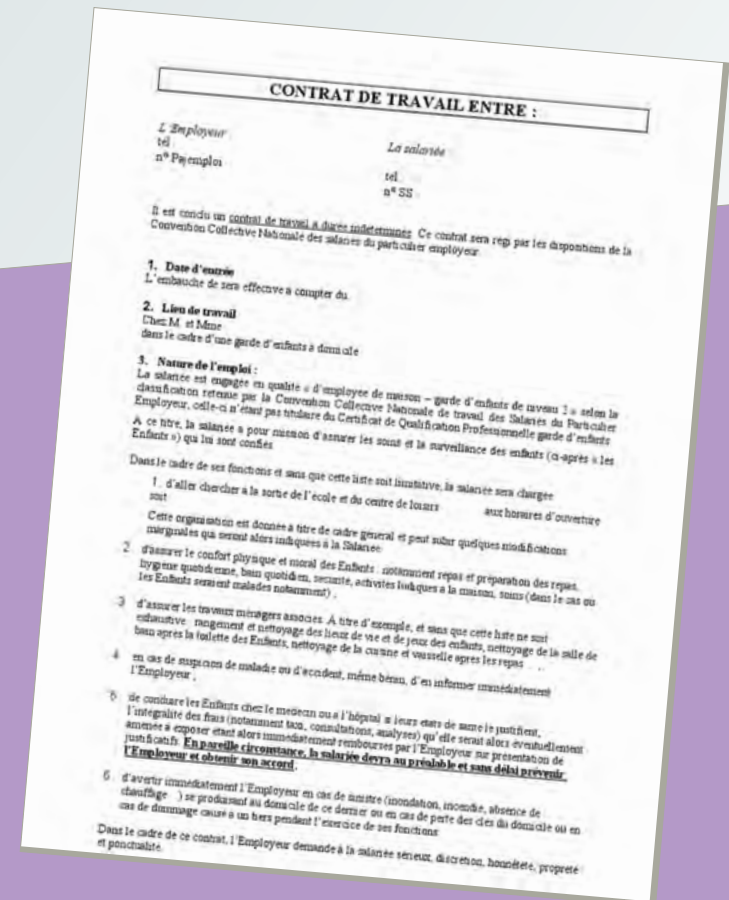 CONTRAT DE TRAVAIL ENTRE :
L'Employeur
La salariée
tel
tel
n° Pajemploi
n° SS
Il est conclu un contrat de travail a durée indéterminée. Ce contrat sera regi par les dispositions de la
Convention Collective Nationale des salariés du particulier employeur.
1. Date d'entrée
L'embauche de sera effective a compter du.
2. Lieu de travail
Chez M. et Mme
dans le cadre d'une garde d'enfants à domicile
3. Nature de l'emploi :
La salariée est engagée en qualité « d'employée de maison – garde d'enfants de niveau 1 » selon la
classification retenue par la Convention Collective Nationale de travail des Salariés du Particulier
Employeur, celle-ci n'étant pas titulaire du Certificat de Qualification Professionnelle garde d'enfants
A ce titre, la salariée a pour mission d'assurer les soins et la surveillance des enfants (ci-après « les
Enfants ») qui lui sont confiés
Dans le cadre de ses fonctions et sans que cette liste soit limitative, la salariée sera chargée
1. d'aller chercher à la sortie de l'école et du centre de loisirs aux horaires d'ouverture
soit
Cette organisation est donnée à titre de cadre général et peut subir quelques modifications
marginales qui seront alors indiquées à la Salariée
2. d'assurer le confort physique et moral des Enfants : notamment repas et préparation des repas,
hygiène quotidienne, bain quotidien, securite, activites ludiques a la maison, soins (dans le cas ou
les Enfants seraient malades notamment) ;
3 d'assurer les travaux ménagers associés. A titre d'exemple, et sans que cette liste ne soit
exhaustive : rangement et nettoyage des lieux de vie et de jeux des enfants, nettoyage de la salle de
bain après la toilette des Enfants, nettoyage de la cuisine et vaisselle après les repas ... ;
4 en cas de suspicion de maladie ou d'accident, même bénin, d'en informer immédiatement
l'Employeur ;
5 de conduire les Enfants chez le medecin ou a l'hôpital si leurs etats de sante le justifient,
l'intégralité des frais (notamment taxi, consultations, analyses) qu'elle serait alors éventuellement
amenée à exposer étant alors immédiatement remboursés par l'Employeur sur présentation de
justificatifs. En pareille circonstance, la salariée devra au préalable et sans délai prévenir
l'Employeur et obtenir son accord ;
6. d'avertir immédiatement l'Employeur en cas de sinistre (inondation, incendie, absence de
chauffage ...) se produisant au domicile de ce dernier ou en cas de perte des clés du domicile ou en
cas de dommage causé a un tiers pendant l'exercice de ses fonctions
Dans le cadre de ce contrat, l'Employeur demande à la salariée sérieux, discretion, honnêteté, propreté
et ponctualité.